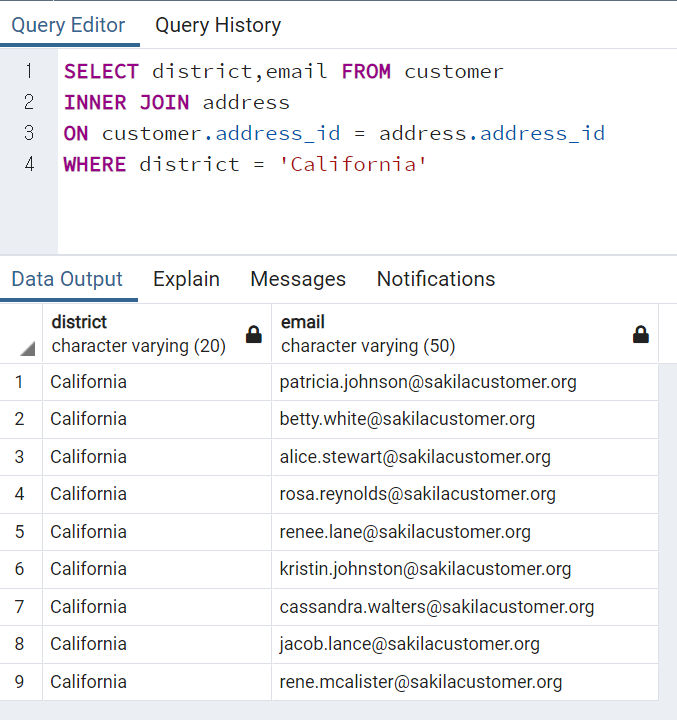 Query Editor Query History
1 SELECT district,email FROM customer
2 INNER JOIN address
3 ON customer.address_id = address.address_id
4 WHERE district = 'California'
Data Output Explain Messages Notifications
district email
character varying (20) character varying (50)
1 California patricia.johnson@sakilacustomer.org
2 California betty.white@sakilacustomer.org
3 California alice.stewart@sakilacustomer.org
4 California rosa.reynolds@sakilacustomer.org
5 California renee.lane@sakilacustomer.org
6 California kristin.johnston@sakilacustomer.org
7 California cassandra.walters@sakilacustomer.org
8 California jacob.lance@sakilacustomer.org
9 California rene.mcalister@sakilacustomer.org